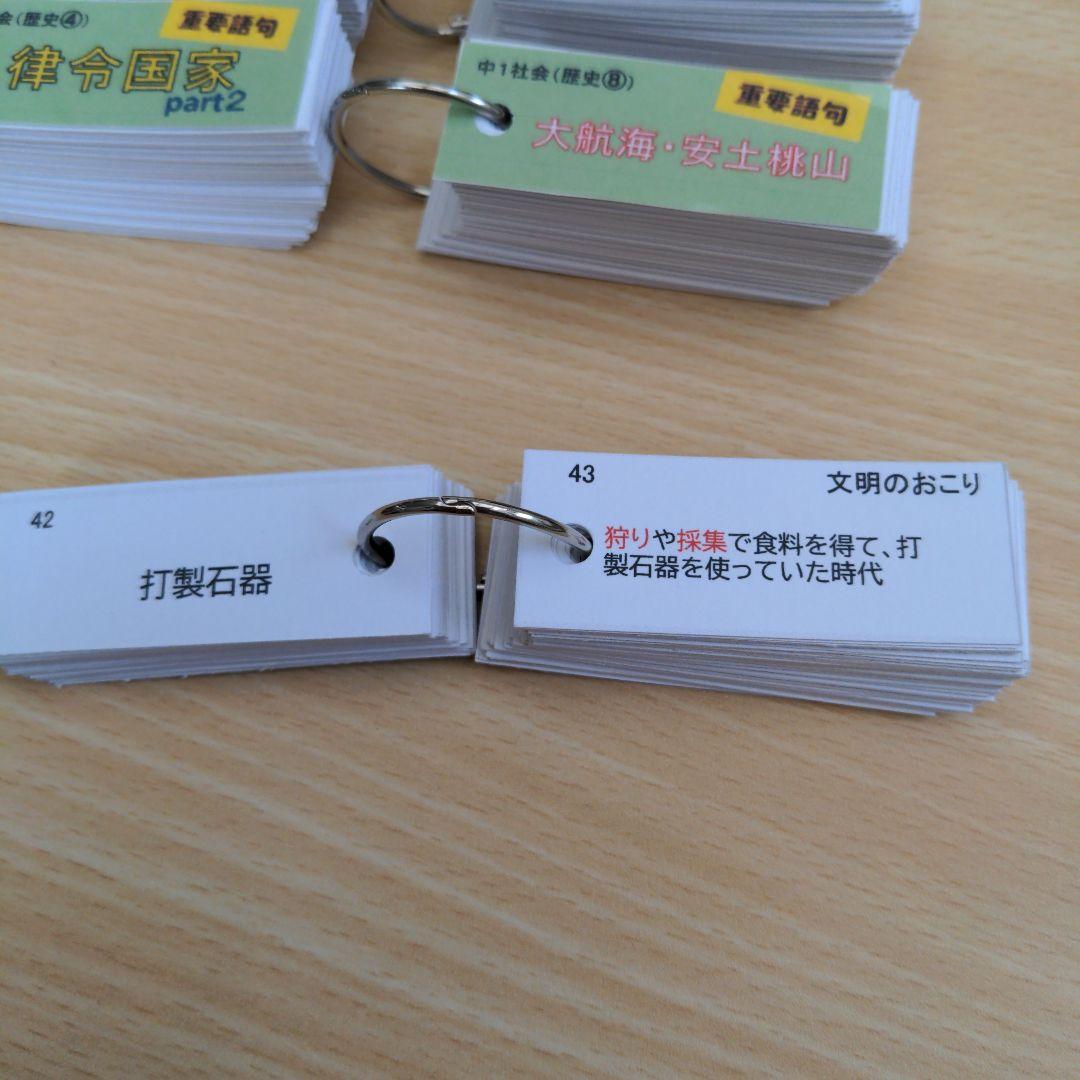 会(歴史④)
重要語句
律令国家
part2
中1社会(歴史⑧)
重要語句
大航海・安土桃山
42
打製石器
43
文明のおこり
狩りや採集で食料を得て、打
製石器を使っていた時代